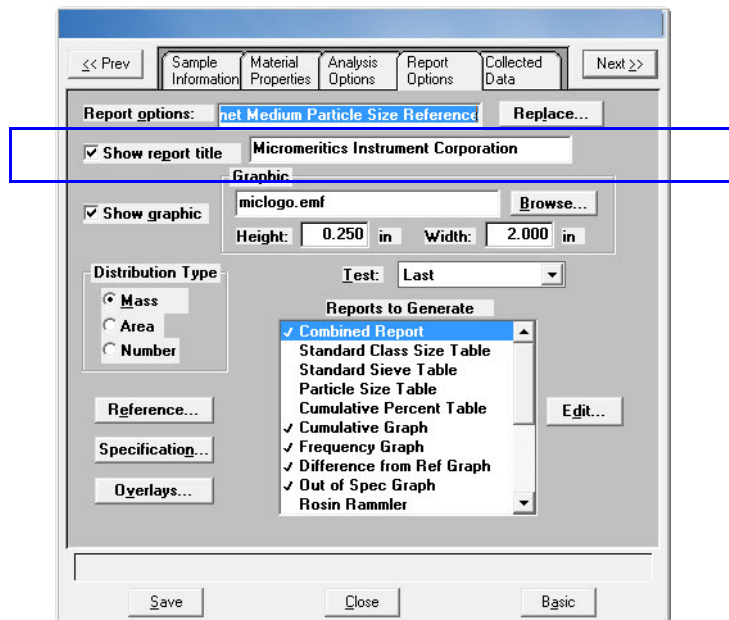 << Prev
Sample Information
Material Properties
Analysis Options
Report Options
Collected Data
Next >>
Report options: net Medium Particle Size Reference Replace...
Show report title Micromeritics Instrument Corporation
Graphic
Show graphic miclogo.emf Browse...
Height: 0.250 in Width: 2.000 in
Distribution Type
Mass
Area
Number
Test: Last
Reports to Generate
Combined Report
Standard Class Size Table
Standard Sieve Table
Particle Size Table
Cumulative Percent Table
Cumulative Graph
Frequency Graph
Difference from Ref Graph
Out of Spec Graph
Rosin Rammler
Edit...
Reference...
Specification...
Overlays...
Save Close Basic